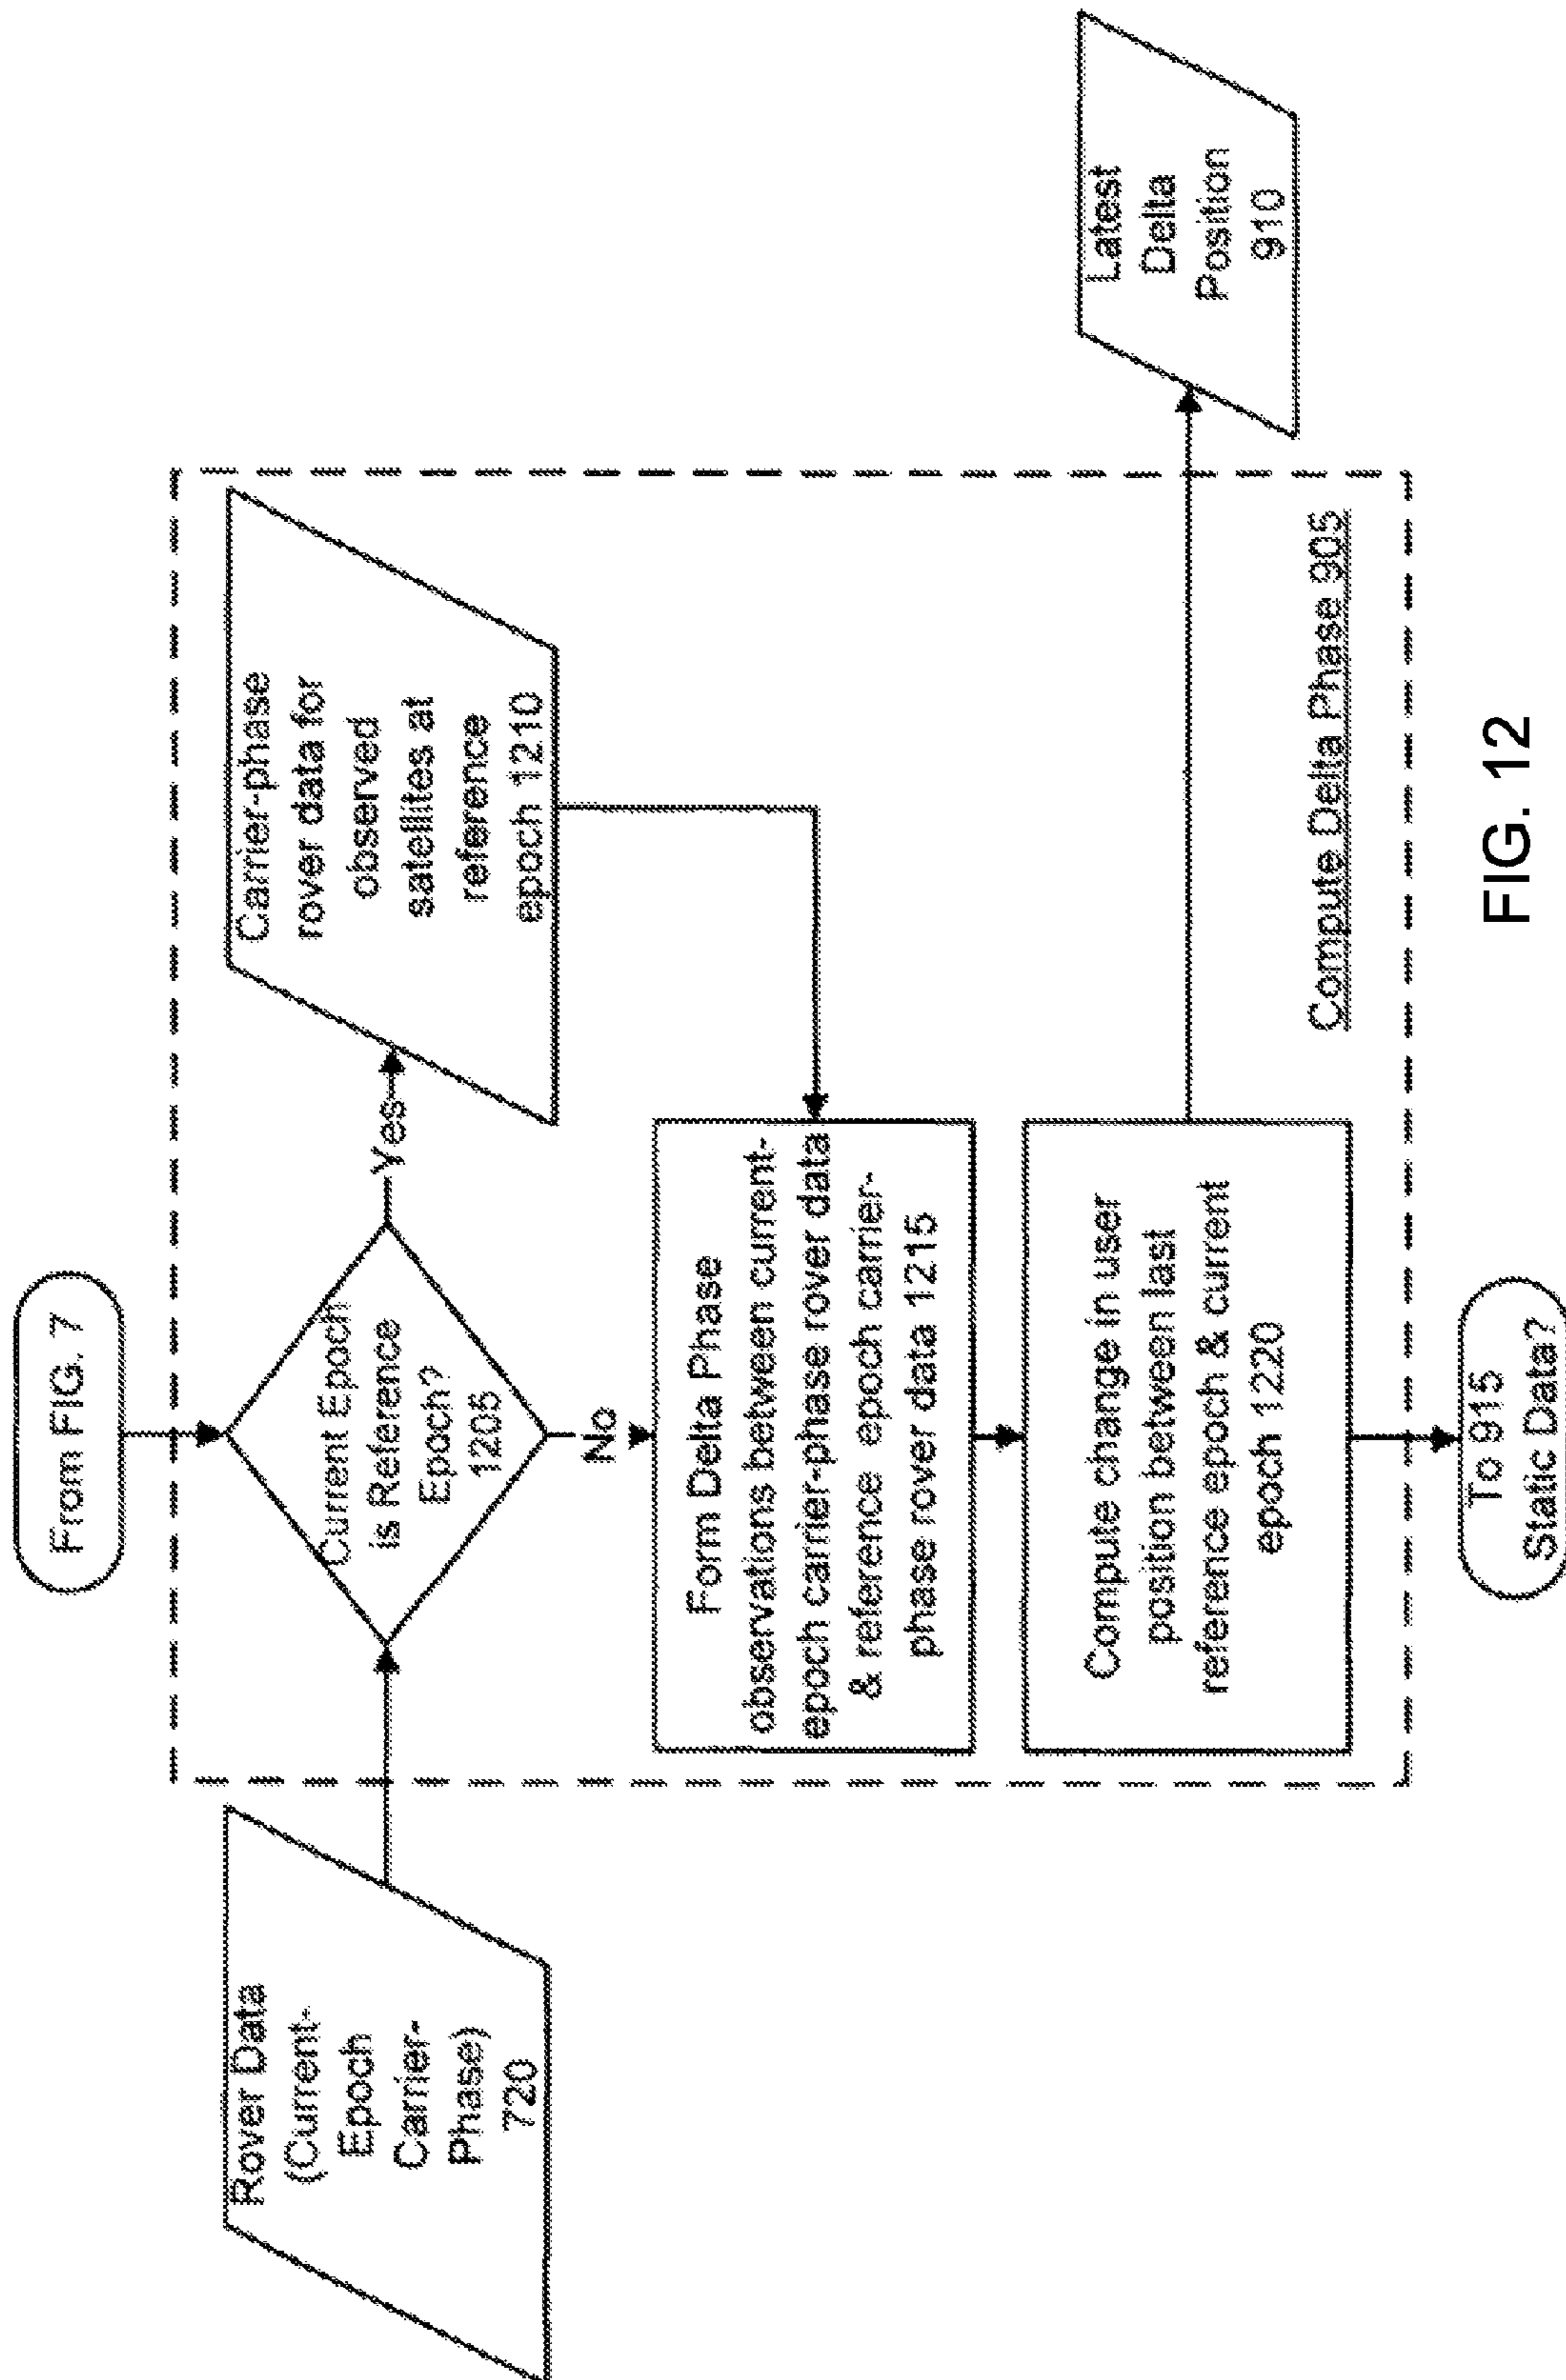 From FIG. 7
Rover Data
(Current-
Epoch
Carrier-
Phase)
720
Current Epoch
is Reference
Epoch?
1205
Yes
No
Carrier-phase
rover data for
observed
satellites at
reference
epoch 1210
Form Delta Phase
observations between current-
epoch carrier-phase rover data
& reference epoch carrier-
phase rover data 1215
Compute change in user
position between last
reference epoch & current
epoch 1220
Latest
Delta
Position
910
Compute Delta Phase 905
To 915
Static Data?
FIG. 12